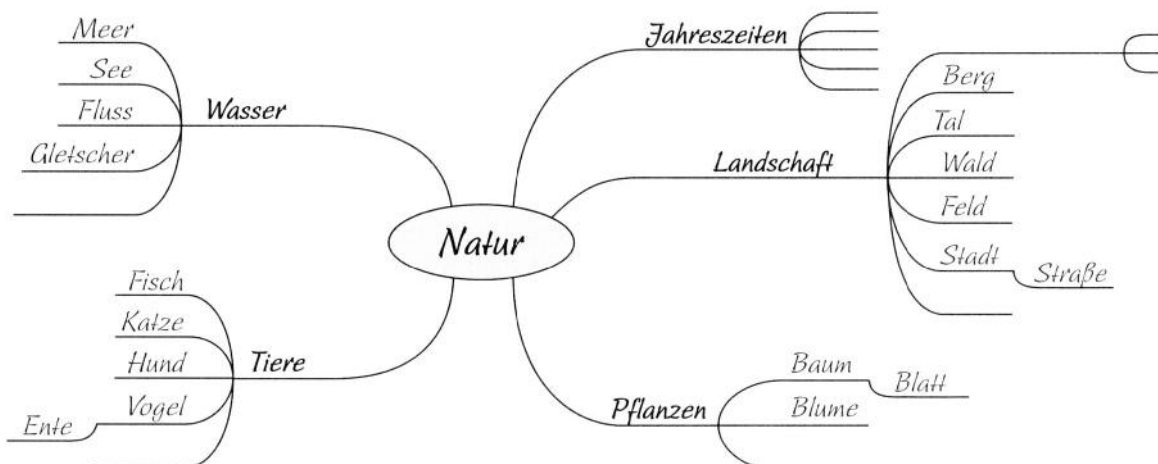 Meer
See
Fluss
Gletscher
Wasser
Jahreszeiten
Landschaft
Berg
Tal
Wald
Feld
Stadt
Straße
Natur
Fisch
Katze
Hund
Vogel
Ente
Tiere
Pflanzen
Baum
Blatt
Blume